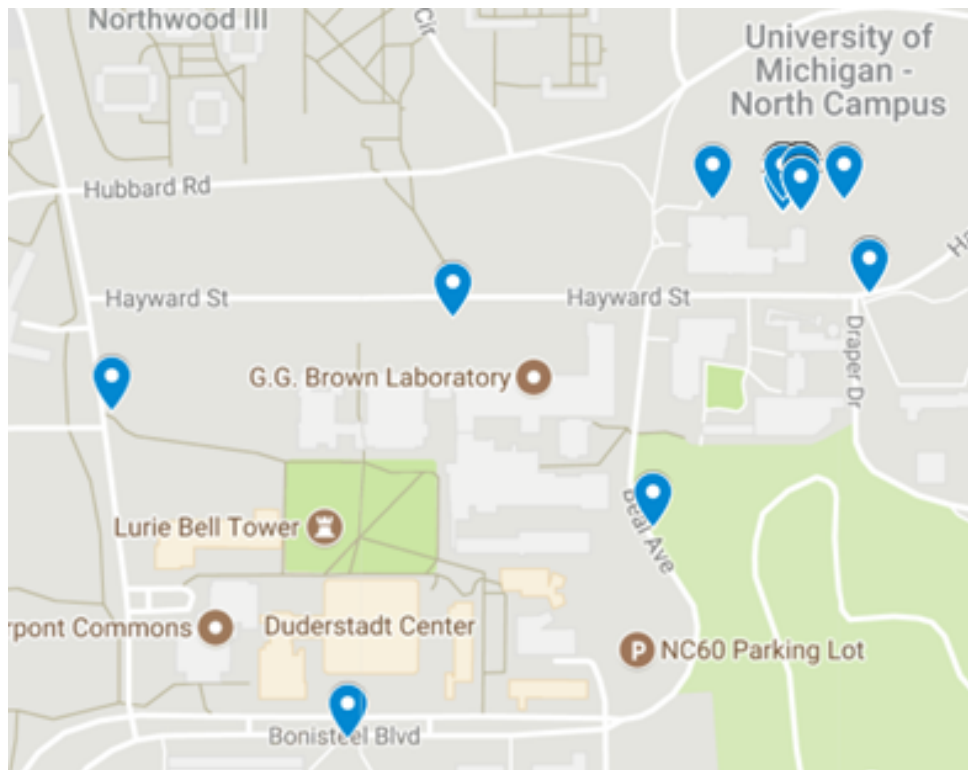 Northwood III
Cir
University of
Michigan -
North Campus
Hubbard Rd
Hayward St
Hayward St
Draper Dr
G.G. Brown Laboratory
Lurie Bell Tower
Beal Ave
rpont Commons
Duderstadt Center
P
NC60 Parking Lot
Bonisteel Blvd